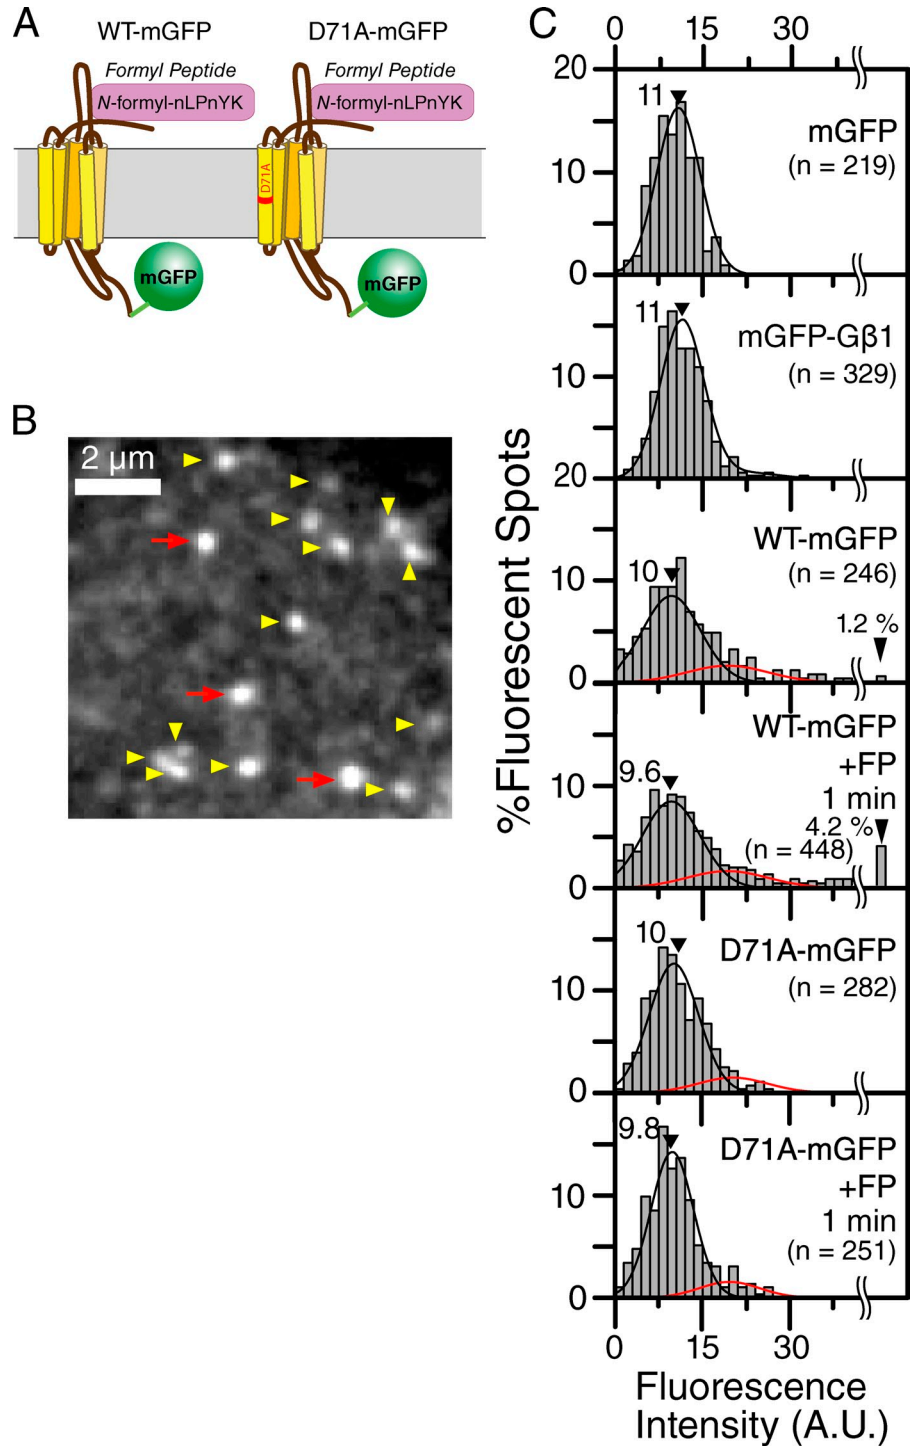 A
WT-mGFP
D71A-mGFP
Formyl Peptide
N-formyl-nLPnYK
Formyl Peptide
N-formyl-nLPnYK
D71A
mGFP
mGFP
B
2 μm
C
0 15 30
%Fluorescent Spots
20
10
0
11
mGFP
(n = 219)
10
20
11
mGFP-Gβ1
(n = 329)
10
0
10
WT-mGFP
(n = 246)
1.2 %
10
0
9.6
WT-mGFP
+FP
1 min
4.2 %
(n = 448)
10
0
10
D71A-mGFP
(n = 282)
10
0
9.8
D71A-mGFP
+FP
1 min
(n = 251)
0 15 30
Fluorescence
Intensity (A.U.)